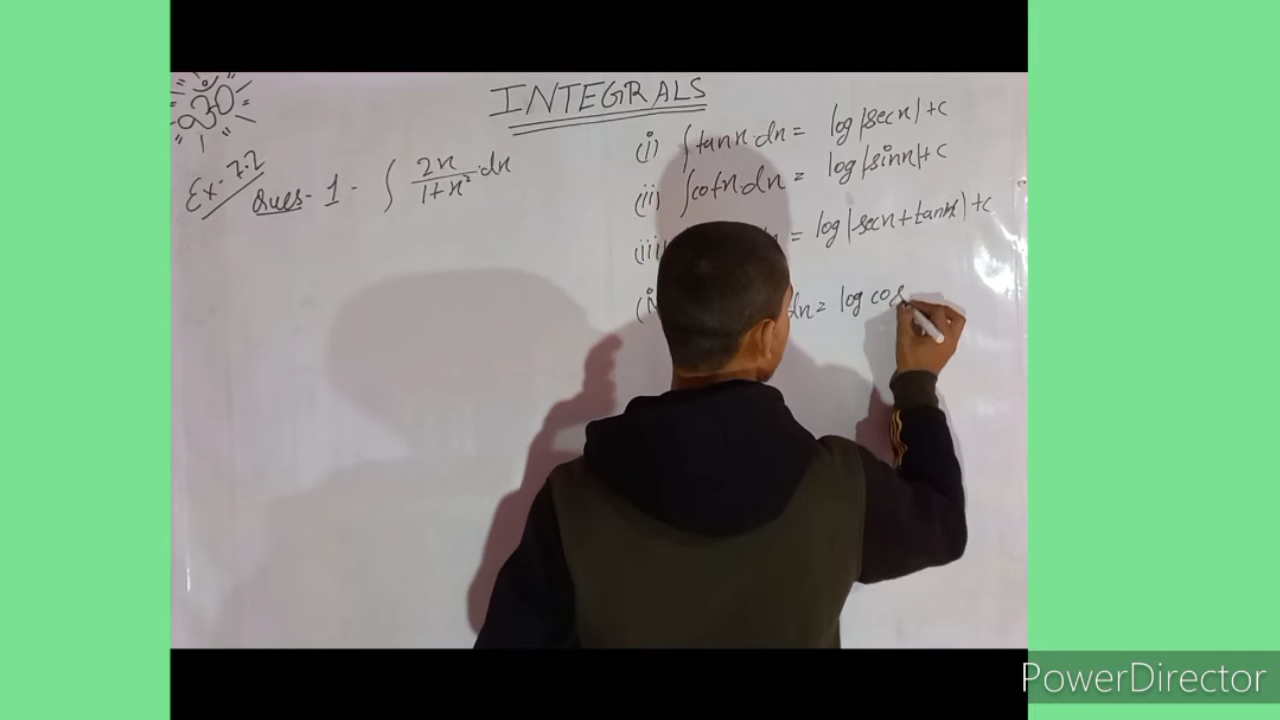 INTEGRALS
Ex-7.2
Ques-1- ∫ 2x/1+x² .dx
(i) ∫tanx.dx = log|secx|+c
(ii) ∫cotx dx = log|sinx|+c
(iii) = log|secx+tanx|+c
dx = log cos
PowerDirector